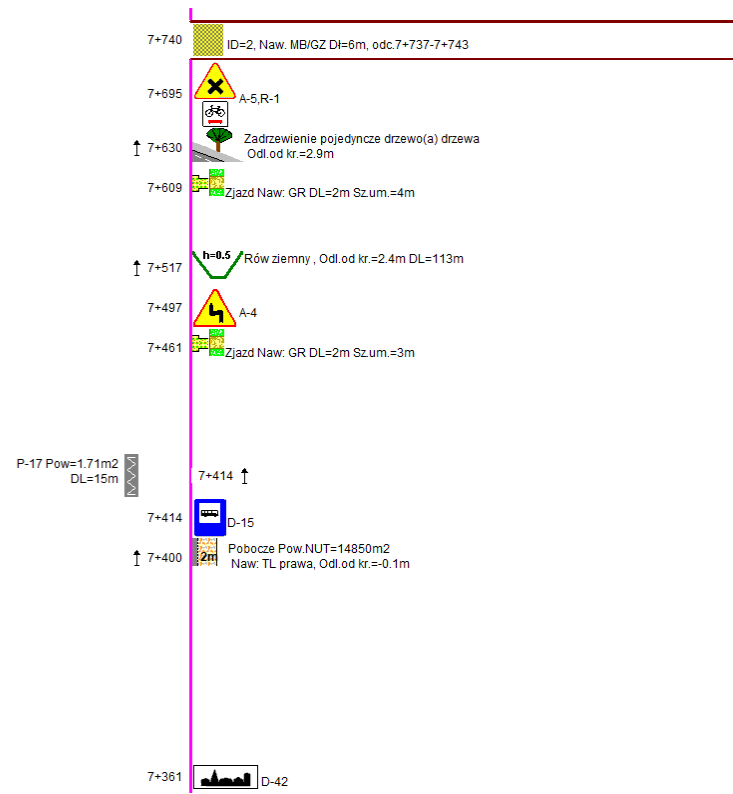 7+740 ID=2, Naw. MB/GZ Dł=6m, odc.7+737-7+743
7+695 A-5,R-1
7+630 Zadrzewienie pojedyncze drzewo(a) drzewa
Odl.od kr.=2.9m
7+609 Zjazd Naw: GR DL=2m Sz.um.=4m
h=0.5
7+517 Rów ziemny , Odl.od kr.=2.4m DL=113m
7+497 A-4
7+461 Zjazd Naw: GR DL=2m Sz.um.=3m
P-17 Pow=1.71m2
DL=15m
7+414
7+414 D-15
7+400 2m Pobocze Pow.NUT=14850m2
Naw: TL prawa, Odl.od kr.=-0.1m
7+361 D-42